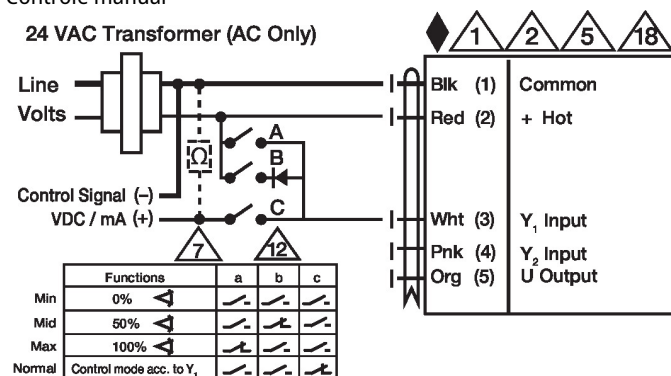 Controle manual
24 VAC Transformer (AC Only)
1 2 5 18
Line
Volts
Blk (1) Common
Red (2) + Hot
A
B
C
Ω
Control Signal (–)
VDC / mA (+)
Wht (3) Y1 Input
Pnk (4) Y2 Input
Org (5) U Output
7 12
Functions a b c
Min 0%
Mid 50%
Max 100%
Normal Control mode acc. to Y1